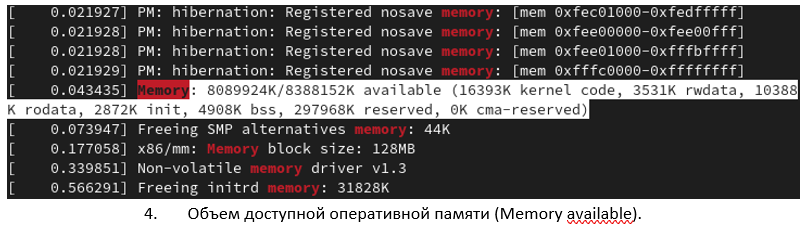 [    0.021927] PM: hibernation: Registered nosave memory: [mem 0xfec01000-0xfedfffff]
[    0.021928] PM: hibernation: Registered nosave memory: [mem 0xfee00000-0xfee00fff]
[    0.021928] PM: hibernation: Registered nosave memory: [mem 0xfee01000-0xfffbffff]
[    0.021929] PM: hibernation: Registered nosave memory: [mem 0xfffc0000-0xffffffff]
[    0.043435] Memory: 8089924K/8388152K available (16393K kernel code, 3531K rwdata, 10388
K rodata, 2872K init, 4908K bss, 297968K reserved, 0K cma-reserved)
[    0.073947] Freeing SMP alternatives memory: 44K
[    0.177058] x86/mm: Memory block size: 128MB
[    0.339851] Non-volatile memory driver v1.3
[    0.566291] Freeing initrd memory: 31828K
4. Объем доступной оперативной памяти (Memory available).